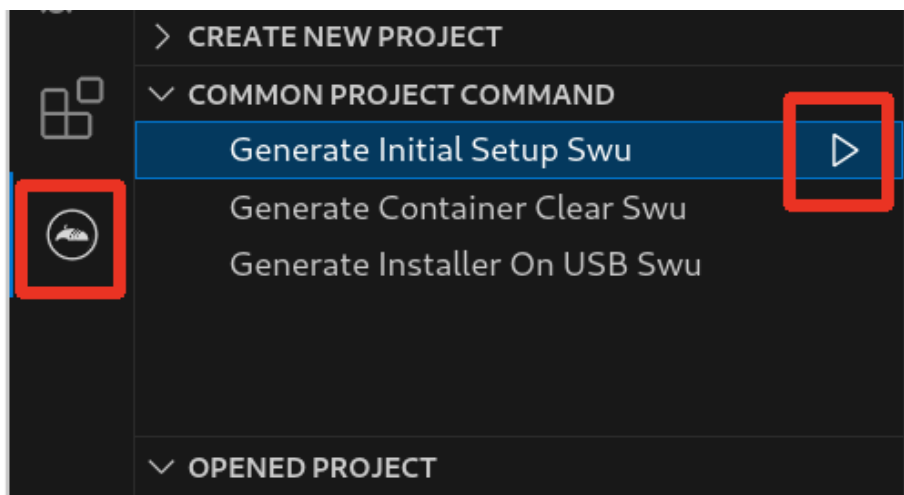 CREATE NEW PROJECT
COMMON PROJECT COMMAND
Generate Initial Setup Swu
Generate Container Clear Swu
Generate Installer On USB Swu
OPENED PROJECT